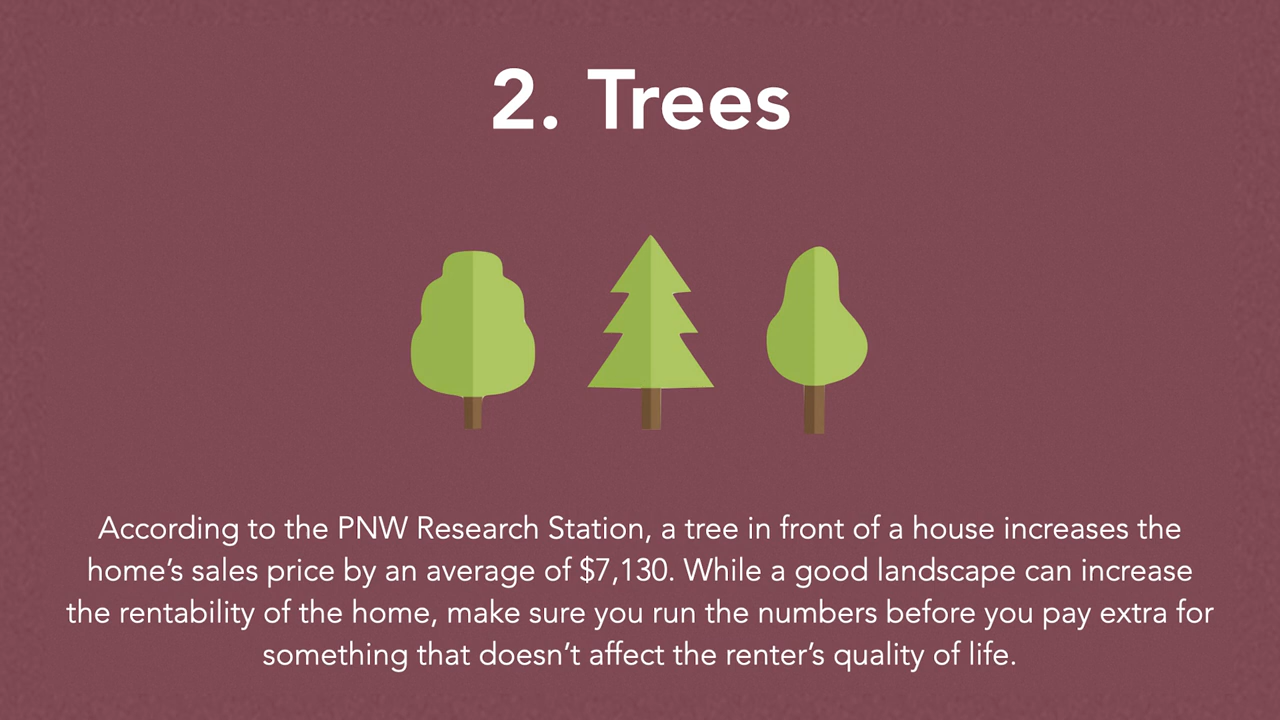 2. Trees
According to the PNW Research Station, a tree in front of a house increases the
home’s sales price by an average of $7,130. While a good landscape can increase
the rentability of the home, make sure you run the numbers before you pay extra for
something that doesn’t affect the renter’s quality of life.